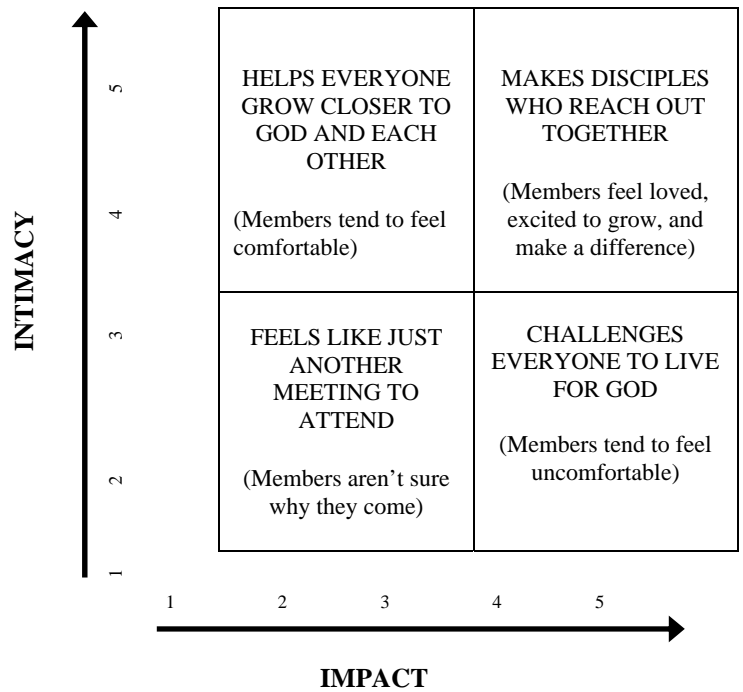 HELPS EVERYONE
GROW CLOSER TO
GOD AND EACH
OTHER
(Members tend to feel
comfortable)
MAKES DISCIPLES
WHO REACH OUT
TOGETHER
(Members feel loved,
excited to grow, and
make a difference)
FEELS LIKE JUST
ANOTHER
MEETING TO
ATTEND
(Members aren't sure
why they come)
CHALLENGES
EVERYONE TO LIVE
FOR GOD
(Members tend to feel
uncomfortable)
INTIMACY
5
4
3
2
1
1 2 3 4 5
IMPACT